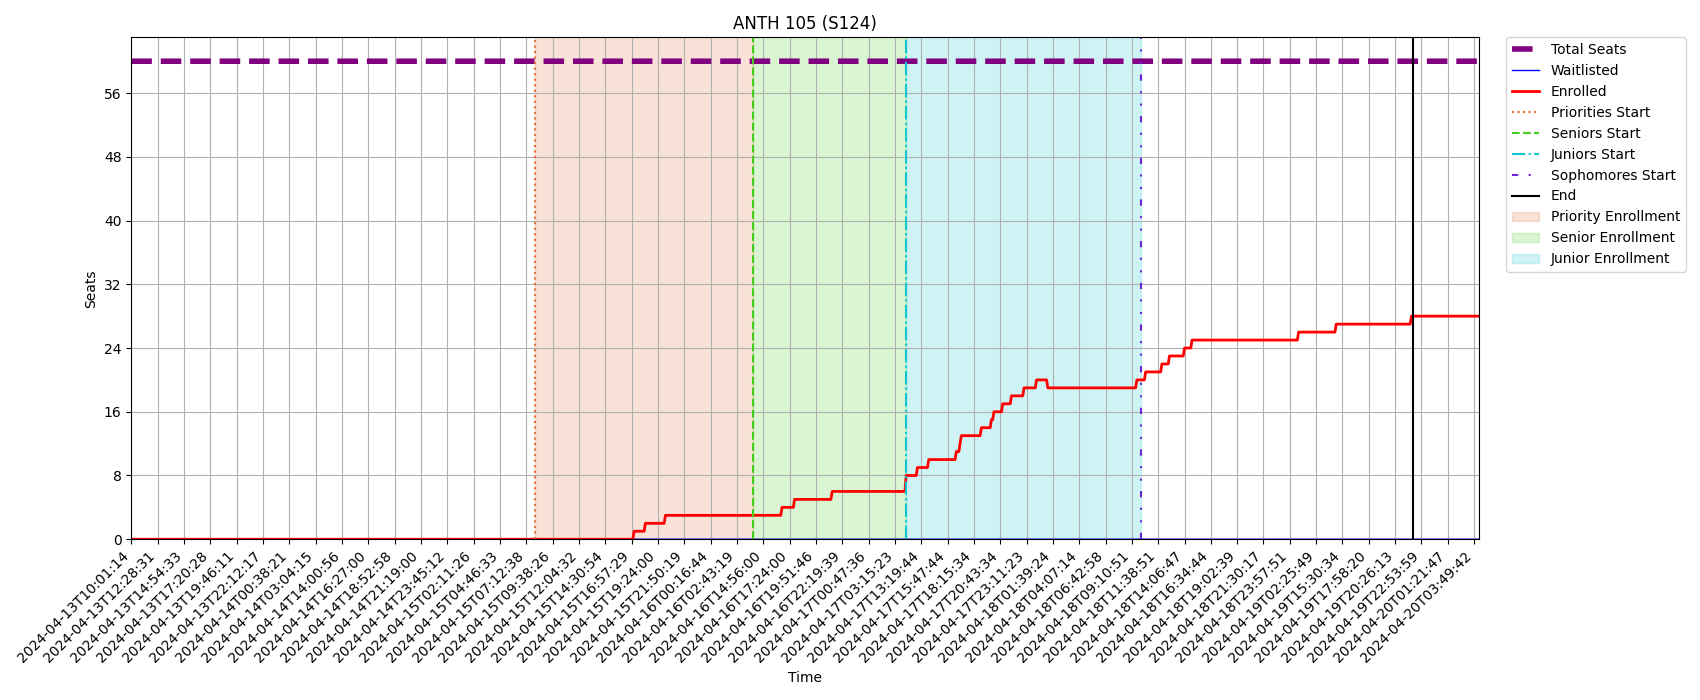 ANTH 105 (S124)
Total Seats
Waitlisted
Enrolled
Priorities Start
Seniors Start
Juniors Start
Sophomores Start
End
Priority Enrollment
Senior Enrollment
Junior Enrollment
Seats
56
48
40
32
24
16
8
0
2024-04-13T10:01:14
2024-04-13T12:28:31
2024-04-13T14:54:33
2024-04-13T17:20:28
2024-04-13T19:46:11
2024-04-13T22:12:17
2024-04-14T00:38:21
2024-04-14T03:04:15
2024-04-14T14:00:56
2024-04-14T16:27:00
2024-04-14T18:52:58
2024-04-14T21:19:00
2024-04-14T23:45:12
2024-04-15T02:11:26
2024-04-15T04:46:33
2024-04-15T07:12:38
2024-04-15T09:38:26
2024-04-15T12:04:32
2024-04-15T14:30:54
2024-04-15T16:57:29
2024-04-15T19:24:00
2024-04-15T21:50:19
2024-04-16T00:16:44
2024-04-16T02:43:19
2024-04-16T14:56:00
2024-04-16T17:24:00
2024-04-16T19:51:46
2024-04-16T22:19:39
2024-04-17T00:47:36
2024-04-17T03:15:23
2024-04-17T13:19:44
2024-04-17T15:47:44
2024-04-17T18:15:34
2024-04-17T20:43:34
2024-04-17T23:11:23
2024-04-18T01:39:24
2024-04-18T04:07:14
2024-04-18T06:42:58
2024-04-18T09:10:51
2024-04-18T11:38:51
2024-04-18T14:06:47
2024-04-18T16:34:44
2024-04-18T19:02:39
2024-04-18T21:30:17
2024-04-18T23:57:51
2024-04-19T02:25:49
2024-04-19T15:30:34
2024-04-19T17:58:20
2024-04-19T20:26:13
2024-04-19T22:53:59
2024-04-20T01:21:47
2024-04-20T03:49:42
Time